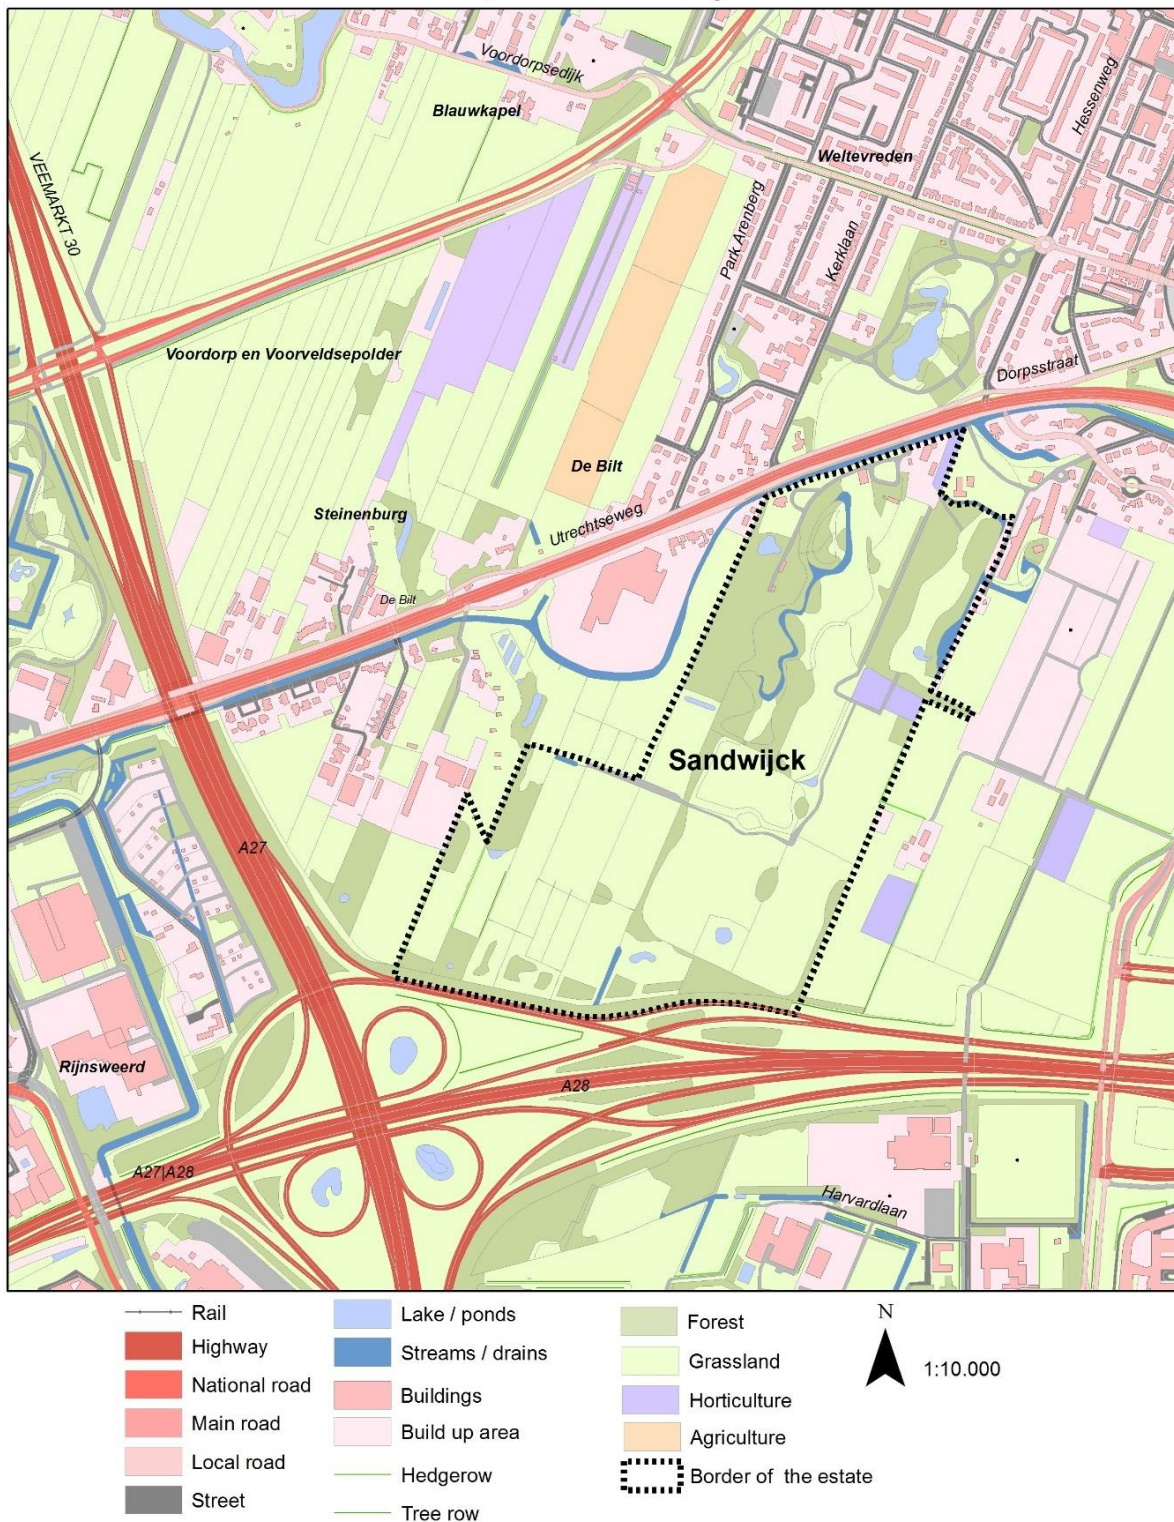 Voordorpsedijk
Blauwkapel
Hessenweg
Weltevreden
VEEMARKT 30
Park Arenberg
Kerklaan
Voordorp en Voorveldsepolder
Dorpsstraat
De Bilt
Steinenburg
Utrechtseweg
De Bilt
Sandwijck
A27
Rijnsweerd
A28
A27|A28
Harvardlaan
Rail
Highway
National road
Main road
Local road
Street
Lake / ponds
Streams / drains
Buildings
Build up area
Hedgerow
Tree row
Forest
Grassland
Horticulture
Agriculture
Border of the estate
N
1:10.000